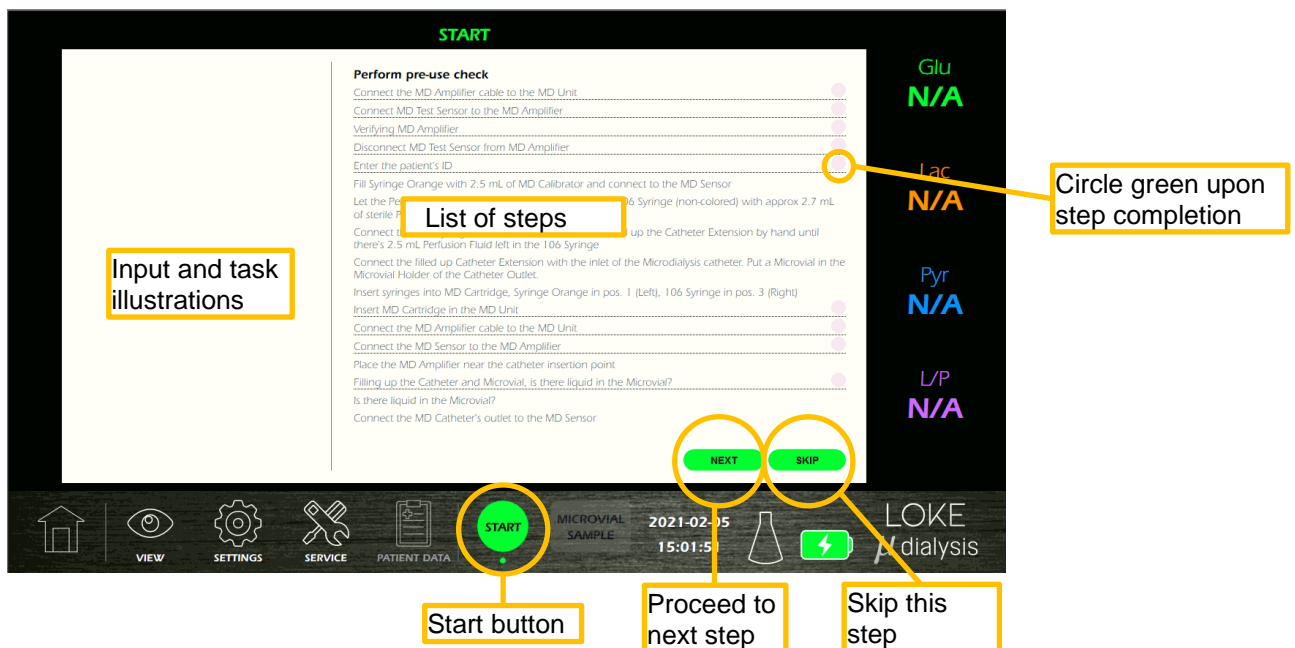 START
Perform pre-use check
Connect the MD Amplifier cable to the MD Unit
Connect MD Test Sensor to the MD Amplifier
Verifying MD Amplifier
Disconnect MD Test Sensor from MD Amplifier
Enter the patient's ID
Fill Syringe Orange with 2.5 mL of MD Calibrator and connect to the MD Sensor
Let the Pe 06 Syringe (non-colored) with approx 2.7 mL
of sterile P
Connect t up the Catheter Extension by hand until
there's 2.5 mL Perfusion Fluid left in the 106 Syringe
Connect the filled up Catheter Extension with the inlet of the Microdialysis catheter. Put a Microvial in the
Microvial Holder of the Catheter Outlet.
Insert syringes into MD Cartridge, Syringe Orange in pos. 1 (Left), 106 Syringe in pos. 3 (Right)
Insert MD Cartridge in the MD Unit
Connect the MD Amplifier cable to the MD Unit
Connect the MD Sensor to the MD Amplifier
Place the MD Amplifier near the catheter insertion point
Filling up the Catheter and Microvial, is there liquid in the Microvial?
Is there liquid in the Microvial?
Connect the MD Catheter's outlet to the MD Sensor
NEXT
SKIP
List of steps
Input and task
illustrations
Glu
N/A
Lac
N/A
Pyr
N/A
L/P
N/A
Circle green upon
step completion
VIEW
SETTINGS
SERVICE
PATIENT DATA
START
MICROVIAL
SAMPLE
2021-02-05
15:01:51
LOKE
μ dialysis
Start button
Proceed to
next step
Skip this
step